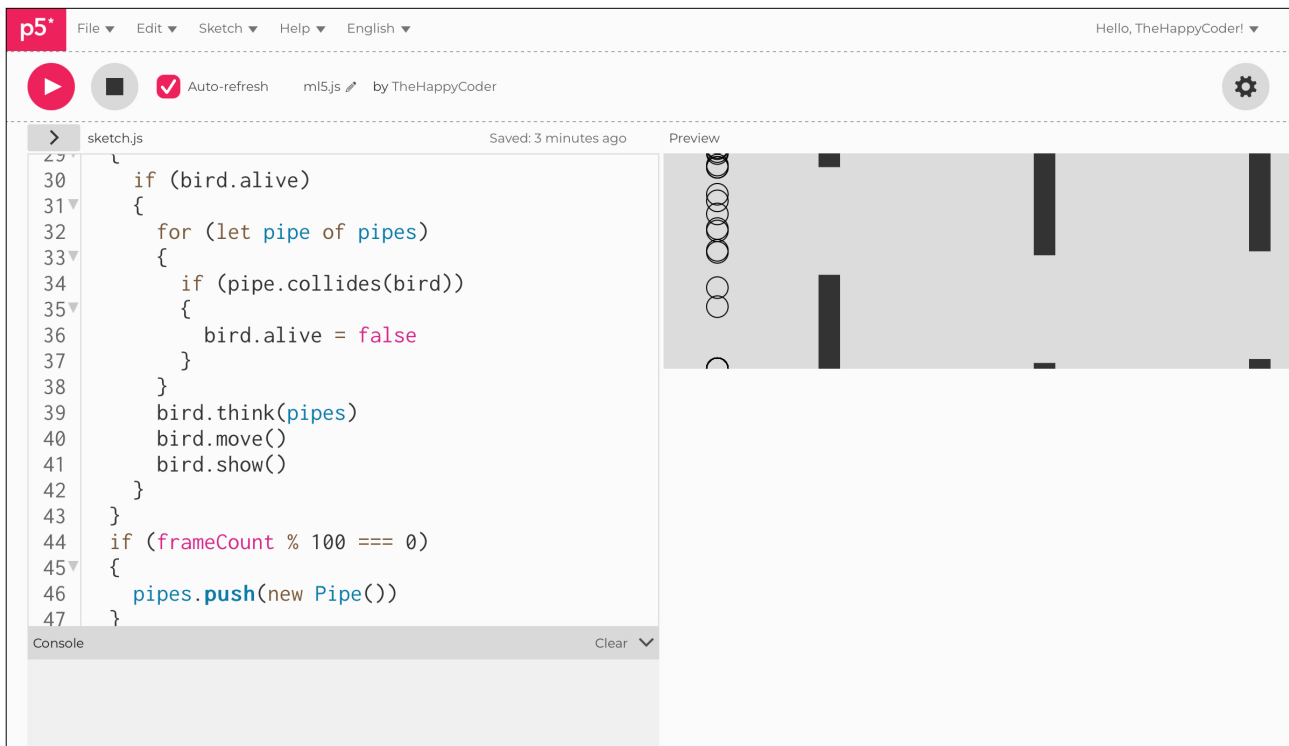 p5* File Edit Sketch Help English Hello, TheHappyCoder!
Auto-refresh ml5.js by TheHappyCoder
sketch.js Saved: 3 minutes ago Preview
29 {
30 if (bird.alive)
31 {
32 for (let pipe of pipes)
33 {
34 if (pipe.collides(bird))
35 {
36 bird.alive = false
37 }
38 }
39 bird.think(pipes)
40 bird.move()
41 bird.show()
42 }
43 }
44 if (frameCount % 100 === 0)
45 {
46 pipes.push(new Pipe())
47 }
Console Clear